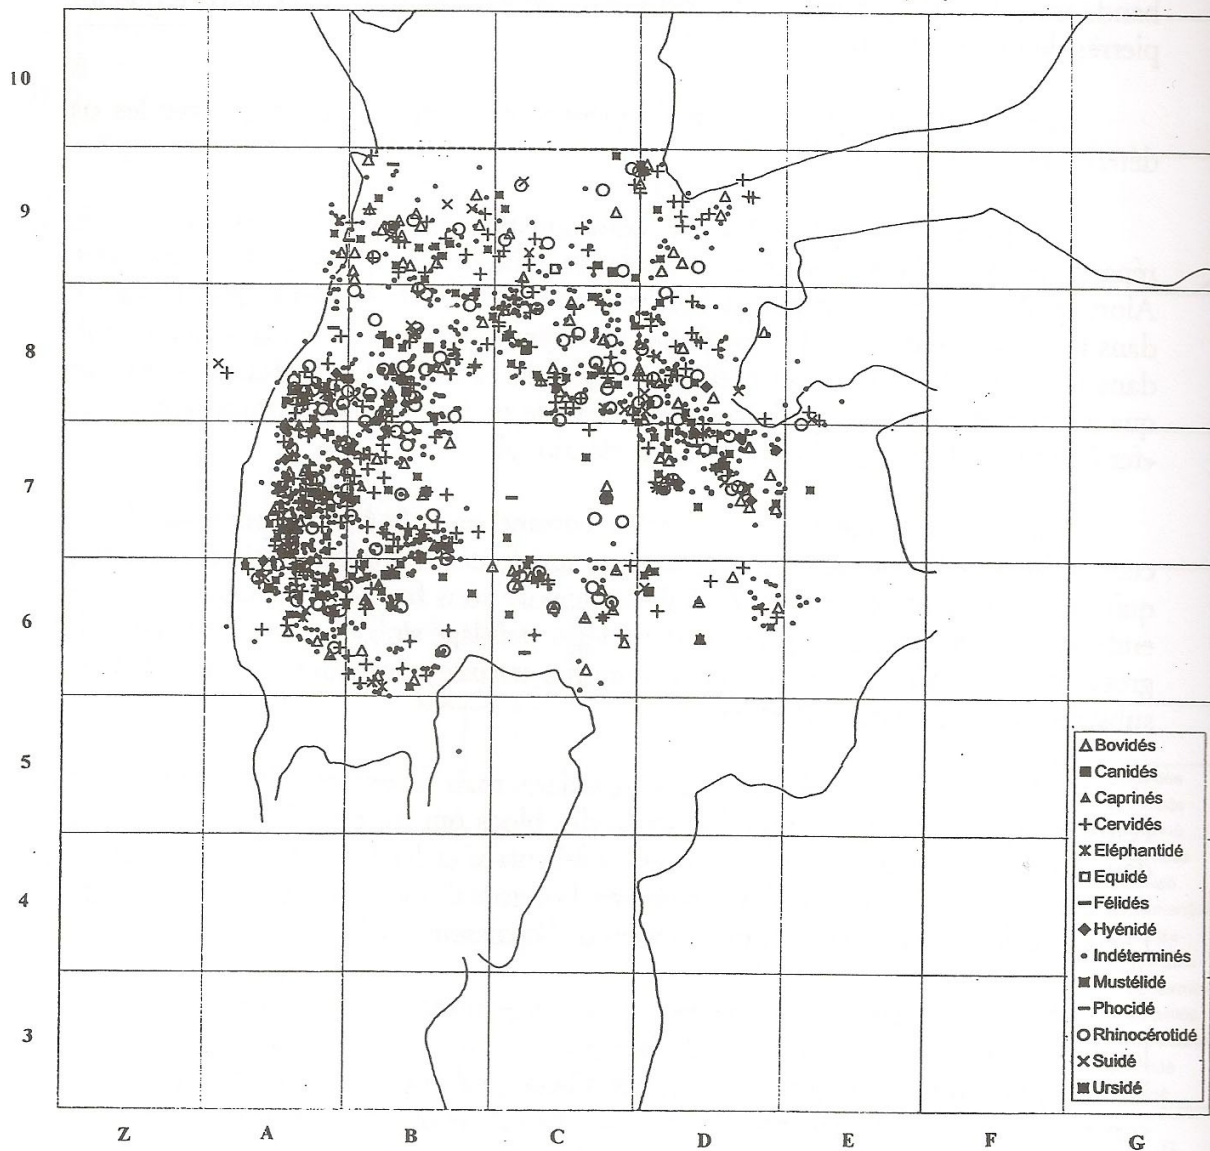 pierre
10
9
8
7
6
5
4
3
Bovidés
Canidés
Caprinés
Cervidés
Eléphantidé
Equidé
Félidés
Hyénidé
Indéterminés
Mustélidé
Phocidé
Rhinocérotidé
Suidé
Ursidé
Z A B C D E F G